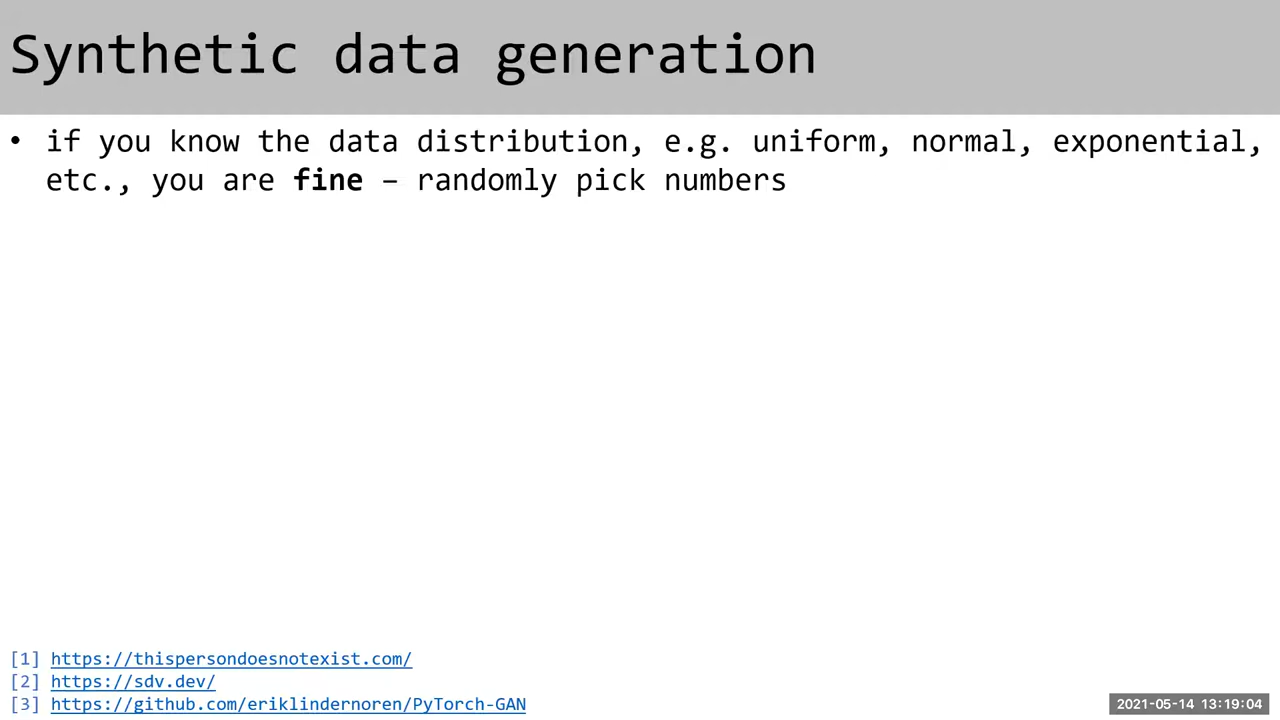 Synthetic data generation
• if you know the data distribution, e.g. uniform, normal, exponential,
etc., you are fine – randomly pick numbers
[1] https://thispersondoesnotexist.com/
[2] https://sdv.dev/
[3] https://github.com/eriklindernoren/PyTorch-GAN
2021-05-14 13:19:04